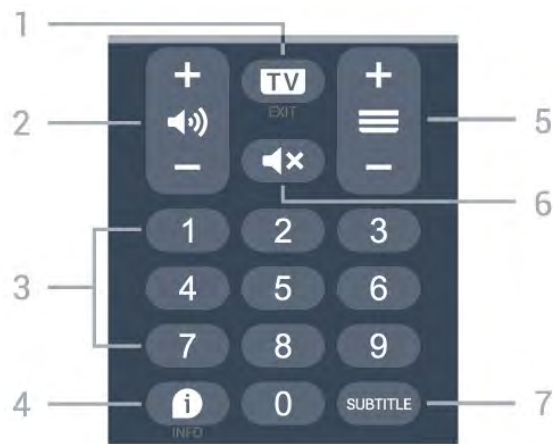 1
+ TV +
EXIT
2 5
− −
6
1 2 3
3
4 5 6
7 8 9
4 i 0 SUBTITLE 7
INFO